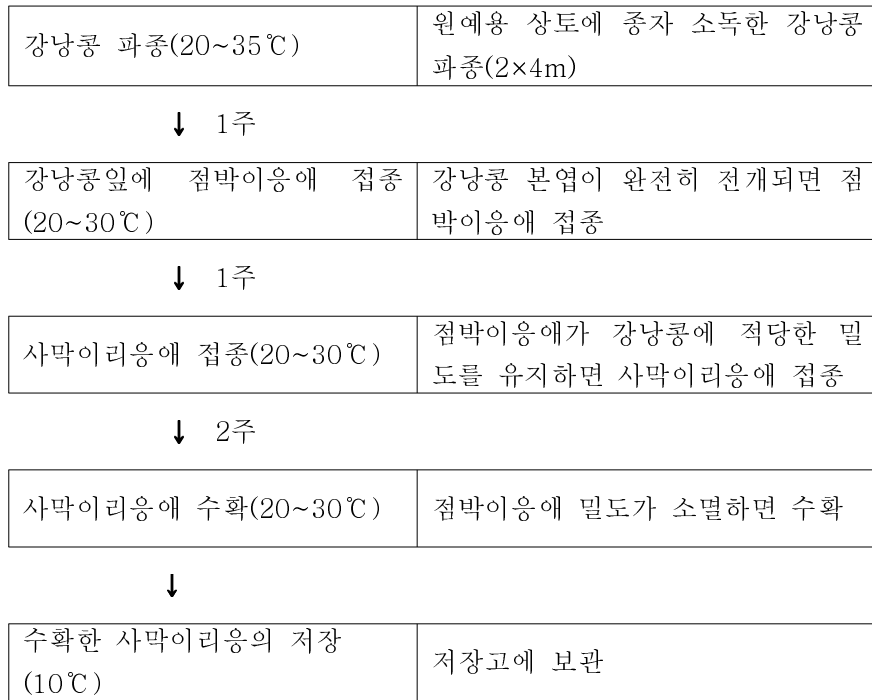 강낭콩 파종(20~35℃)
원예용 상토에 종자 소독한 강낭콩
파종(2×4m)
↓ 1주
강낭콩잎에 점박이응애 접종
(20~30℃)
강낭콩 본엽이 완전히 전개되면 점
박이응애 접종
↓ 1주
사막이리응애 접종(20~30℃)
점박이응애가 강낭콩에 적당한 밀
도를 유지하면 사막이리응애 접종
↓ 2주
사막이리응애 수확(20~30℃)
점박이응애 밀도가 소멸하면 수확
↓
수확한 사막이리응의 저장
(10℃)
저장고에 보관